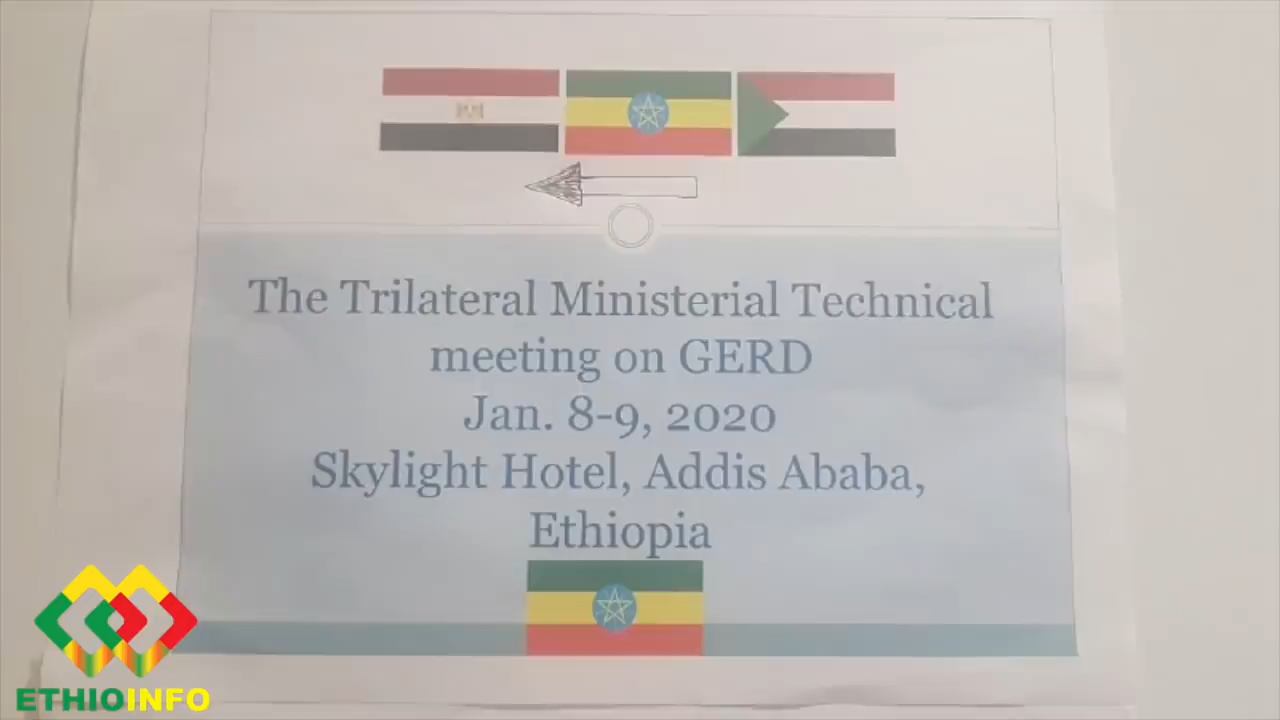 The Trilateral Ministerial Technical
meeting on GERD
Jan. 8-9, 2020
Skylight Hotel, Addis Ababa,
Ethiopia
ETHIOINFO